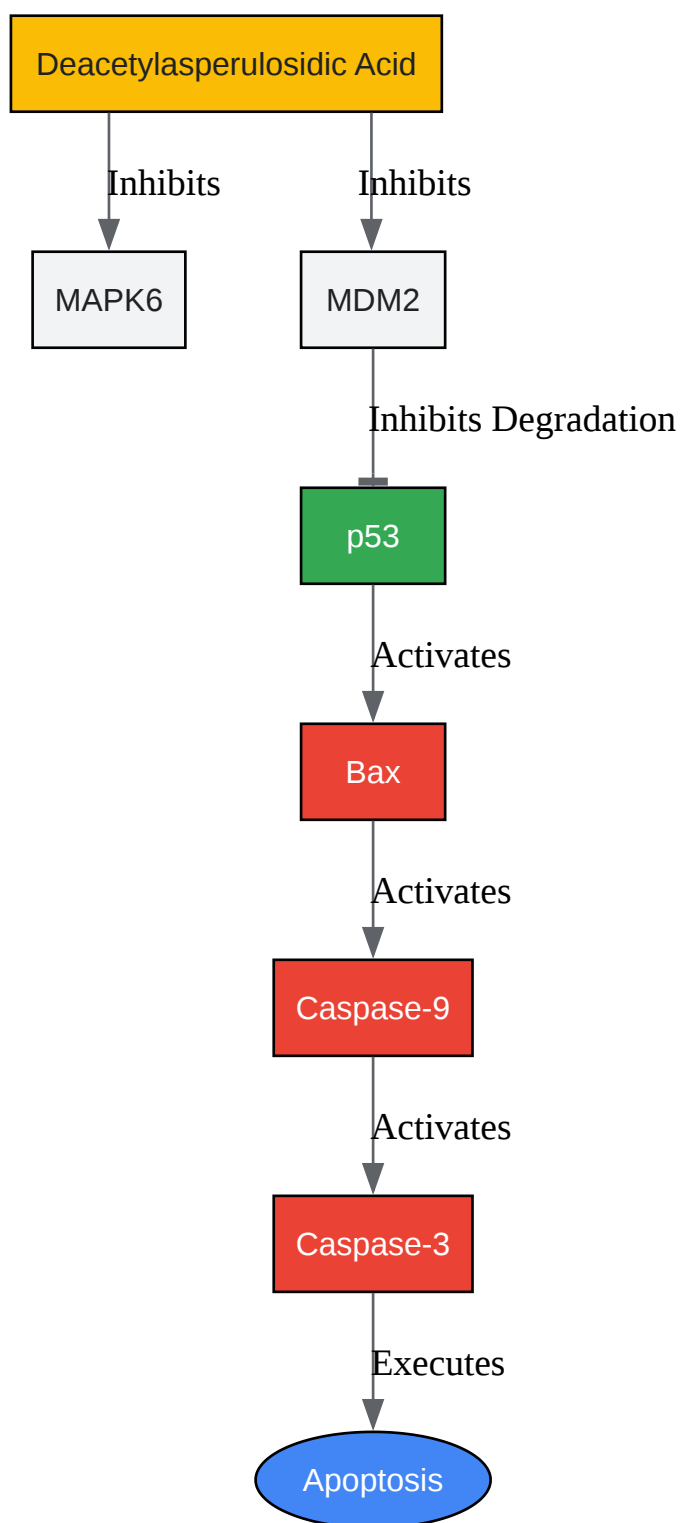 Deacetylasperulosidic Acid
Inhibits
Inhibits
MAPK6
MDM2
Inhibits Degradation
p53
Activates
Bax
Activates
Caspase-9
Activates
Caspase-3
Executes
Apoptosis